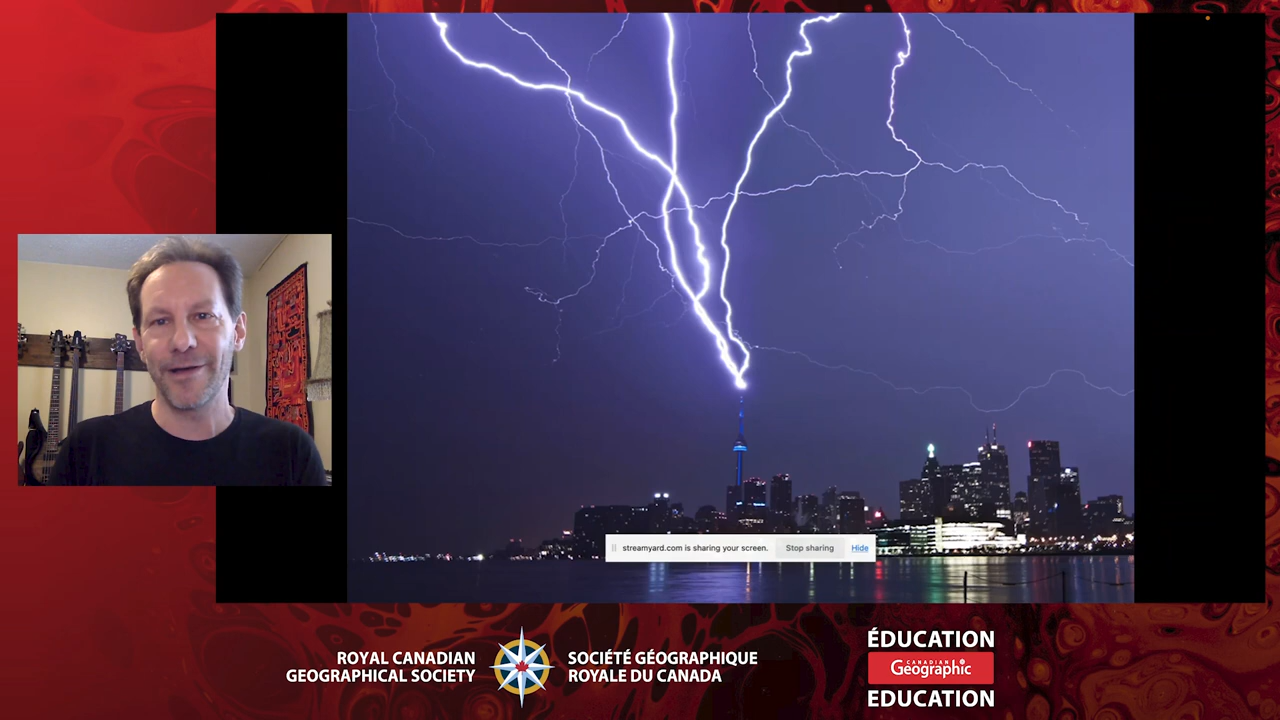 streamyard.com is sharing your screen.
Stop sharing
Hide
ROYAL CANADIAN
GEOGRAPHICAL SOCIETY
SOCIÉTÉ GÉOGRAPHIQUE
ROYALE DU CANADA
ÉDUCATION
CANADIAN
Geographic
EDUCATION